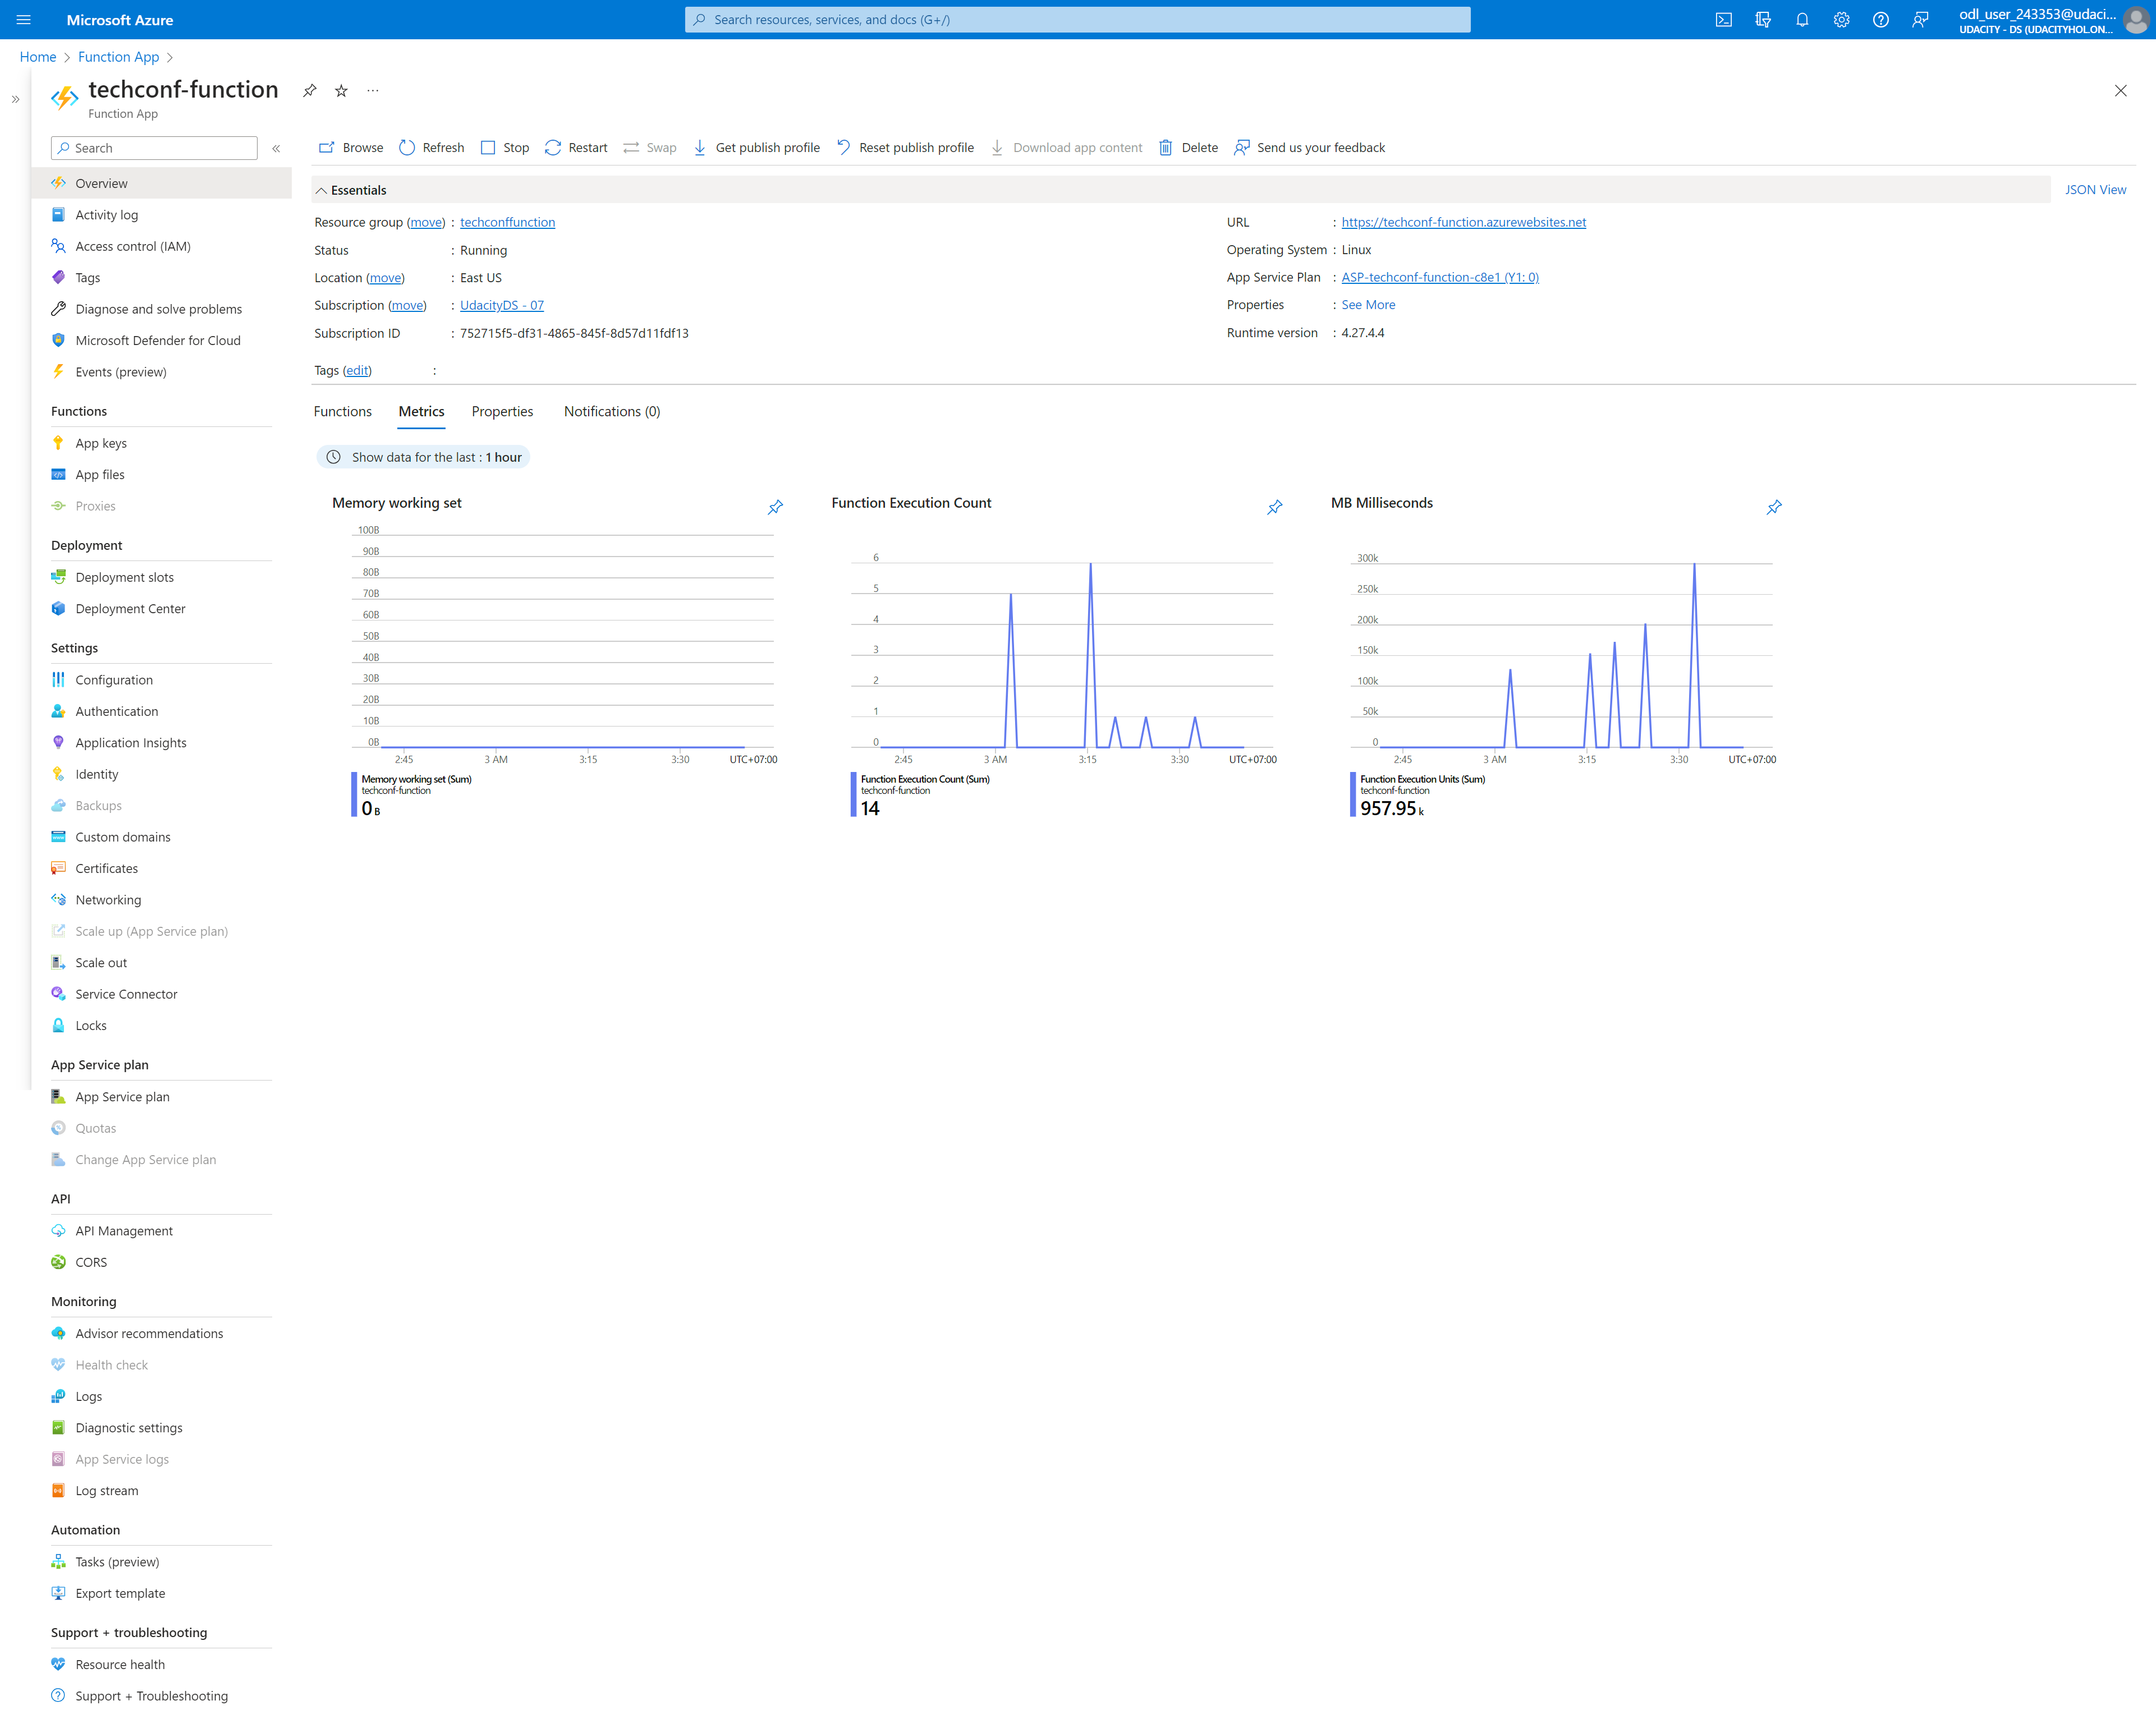 Microsoft Azure
Search resources, services, and docs (G+/)
odl_user_243353@udaci...
UDACITY - DS (UDACITYHOL.ON...
Home > Function App >
techconf-function
Function App
Search
Browse Refresh Stop Restart Swap Get publish profile Reset publish profile Download app content Delete Send us your feedback
Overview
Activity log
Access control (IAM)
Tags
Diagnose and solve problems
Microsoft Defender for Cloud
Events (preview)
Functions
App keys
App files
Proxies
Deployment
Deployment slots
Deployment Center
Settings
Configuration
Authentication
Application Insights
Identity
Backups
Custom domains
Certificates
Networking
Scale up (App Service plan)
Scale out
Service Connector
Locks
App Service plan
App Service plan
Quotas
Change App Service plan
API
API Management
CORS
Monitoring
Advisor recommendations
Health check
Logs
Diagnostic settings
App Service logs
Log stream
Automation
Tasks (preview)
Export template
Support + troubleshooting
Resource health
Support + Troubleshooting
Essentials
JSON View
Resource group (move) : techconffunction
Status : Running
Location (move) : East US
Subscription (move) : UdacityDS - 07
Subscription ID : 752715f5-df31-4865-845f-8d57d11fdf13
Tags (edit) :
URL : https://techconf-function.azurewebsites.net
Operating System : Linux
App Service Plan : ASP-techconf-function-c8e1 (Y1: 0)
Properties : See More
Runtime version : 4.27.4.4
Functions Metrics Properties Notifications (0)
Show data for the last : 1 hour
Memory working set
100B
90B
80B
70B
60B
50B
40B
30B
20B
10B
0B
2:45 3 AM 3:15 3:30 UTC+07:00
Memory working set (Sum)
techconf-function
0 B
Function Execution Count
6
5
4
3
2
1
0
2:45 3 AM 3:15 3:30 UTC+07:00
Function Execution Count (Sum)
techconf-function
14
MB Milliseconds
300k
250k
200k
150k
100k
50k
0
2:45 3 AM 3:15 3:30 UTC+07:00
Function Execution Units (Sum)
techconf-function
957.95 k